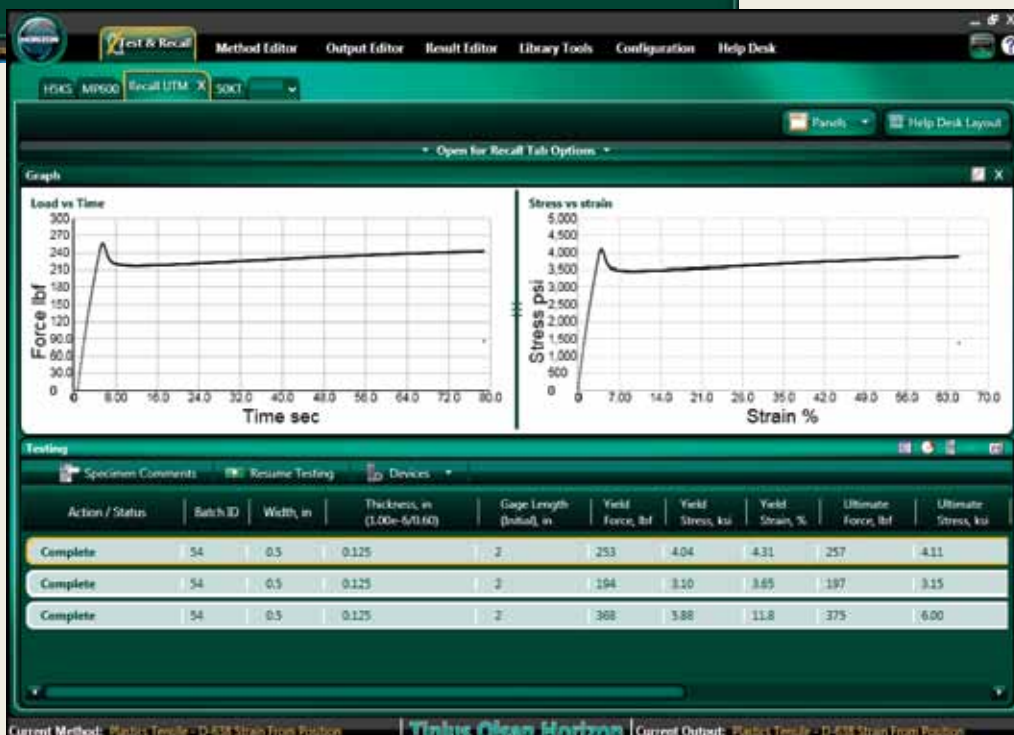 HORIZON
Test & Recall Method Editor Output Editor Result Editor Library Tools Configuration Help Desk
H5KS MP600 Recall UTM X 50KT
Panels Help Desk Layout
Open for Recall Tab Options
Graph X
Load vs Time
300
270
240
210
180
150
120
90.0
60.0
30.0
0
Force lbf
0 8.00 16.0 24.0 32.0 40.0 48.0 56.0 64.0 72.0 80.0
Time sec
Stress vs strain
5,000
4,500
4,000
3,500
3,000
2,500
2,000
1,500
1,000
500
0
Stress psi
0 7.00 14.0 21.0 28.0 35.0 42.0 49.0 56.0 63.0 70.0
Strain %
Testing
Specimen Comments Resume Testing Devices
Action / Status Batch ID Width, in Thickness, in (1.00e-6/0.60) Gage Length (Initial), in Yield Force, lbf Yield Stress, ksi Yield Strain, % Ultimate Force, lbf Ultimate Stress, ksi
Complete 54 0.5 0.125 2 253 4.04 4.31 257 4.11
Complete 54 0.5 0.125 2 194 3.10 3.65 197 3.15
Complete 54 0.5 0.125 2 368 5.88 11.8 375 6.00
Current Method: Plastics Tensile - D-638 Strain From Position Tinius Olsen Horizon Current Output: Plastics Tensile - D-638 Strain From Position